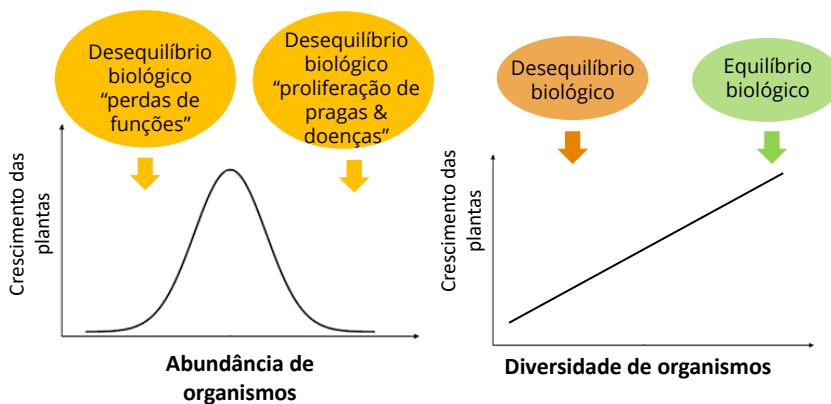 Desequilíbrio
biológico
“perdas de
funções”
Desequilíbrio
biológico
“proliferação de
pragas &
doenças”
Crescimento das
plantas
Abundância de
organismos
Desequilíbrio
biológico
Equilíbrio
biológico
Crescimento das
plantas
Diversidade de organismos